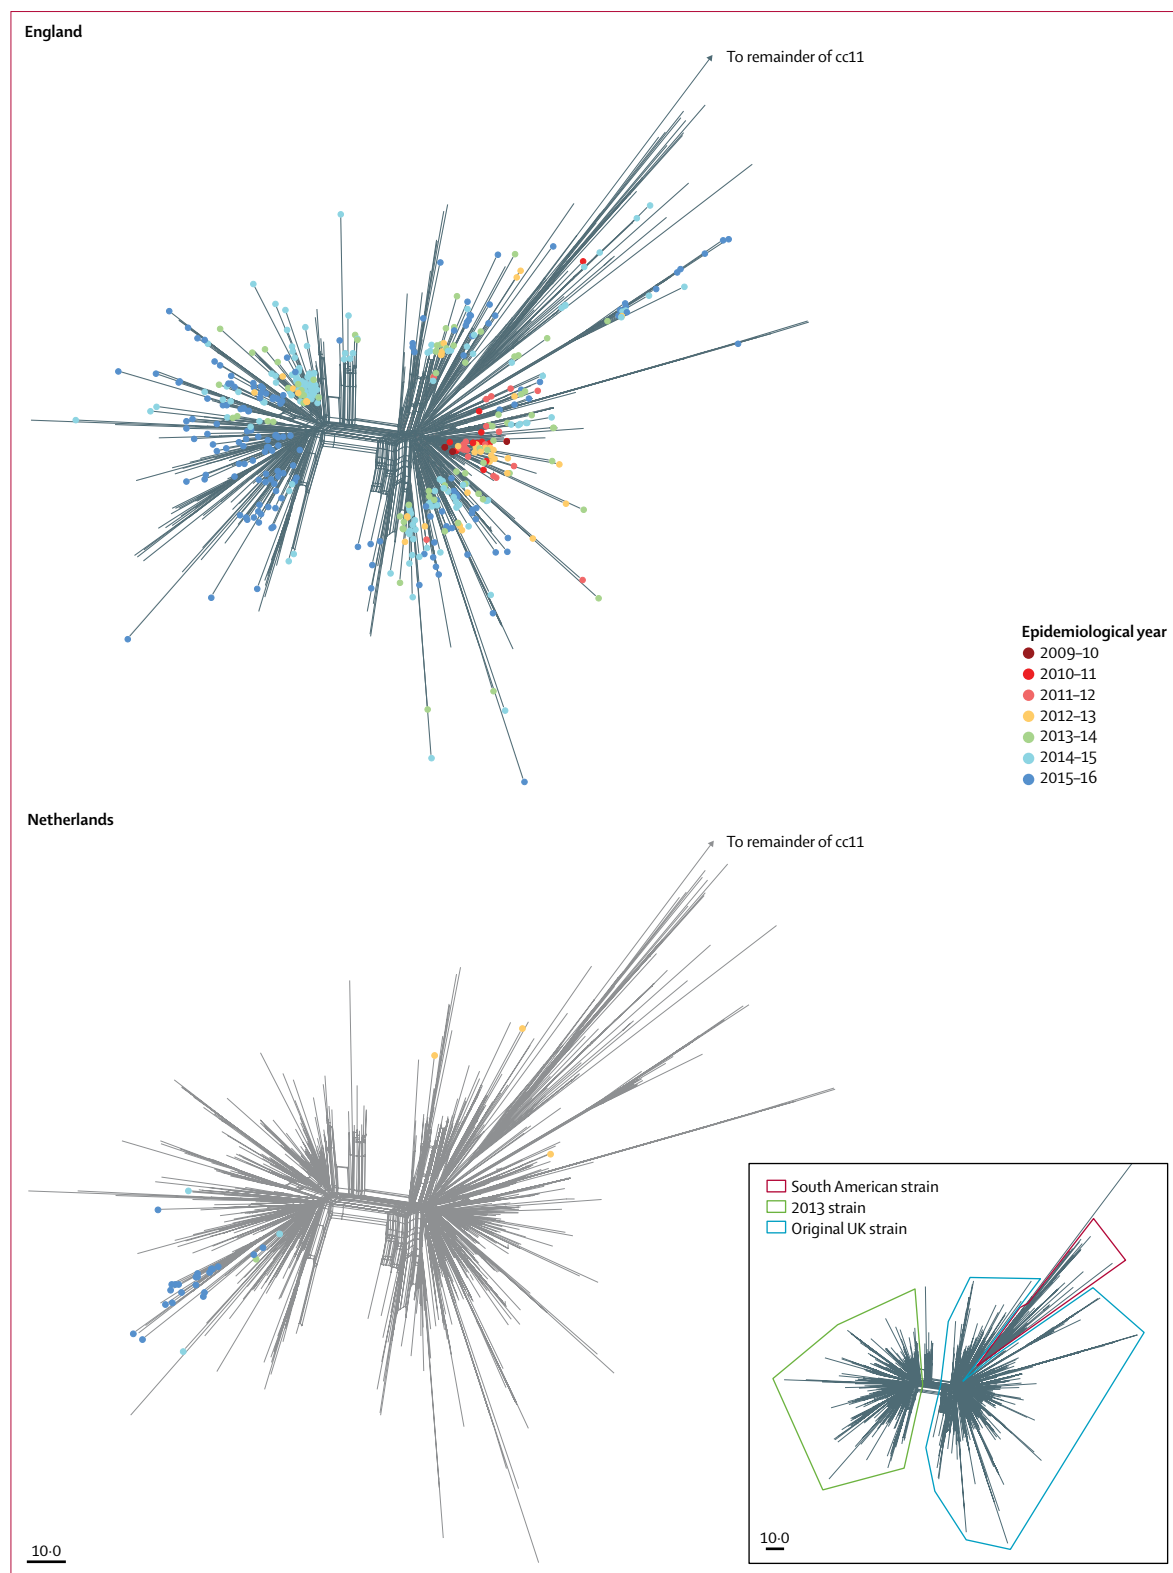 England
To remainder of cc11
Epidemiological year
2009–10
2010–11
2011–12
2012–13
2013–14
2014–15
2015–16
Netherlands
To remainder of cc11
South American strain
2013 strain
Original UK strain
10·0
10·0